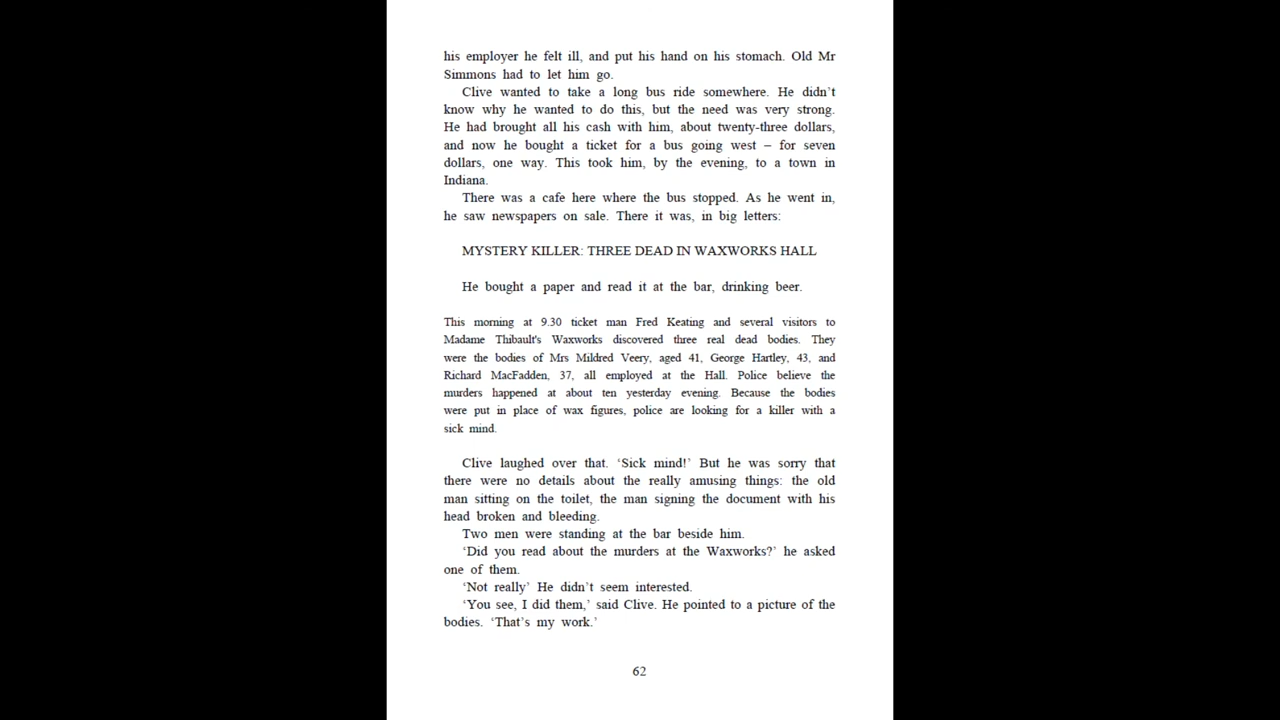 his employer he felt ill, and put his hand on his stomach. Old Mr
Simmons had to let him go.
Clive wanted to take a long bus ride somewhere. He didn't
know why he wanted to do this, but the need was very strong.
He had brought all his cash with him, about twenty-three dollars,
and now he bought a ticket for a bus going west – for seven
dollars, one way. This took him, by the evening, to a town in
Indiana.
There was a cafe here where the bus stopped. As he went in,
he saw newspapers on sale. There it was, in big letters:
MYSTERY KILLER: THREE DEAD IN WAXWORKS HALL
He bought a paper and read it at the bar, drinking beer.
This morning at 9.30 ticket man Fred Keating and several visitors to
Madame Thibault's Waxworks discovered three real dead bodies. They
were the bodies of Mrs Mildred Veery, aged 41, George Hartley, 43, and
Richard MacFadden, 37, all employed at the Hall. Police believe the
murders happened at about ten yesterday evening. Because the bodies
were put in place of wax figures, police are looking for a killer with a
sick mind.
Clive laughed over that. ‘Sick mind!’ But he was sorry that
there were no details about the really amusing things: the old
man sitting on the toilet, the man signing the document with his
head broken and bleeding.
Two men were standing at the bar beside him.
‘Did you read about the murders at the Waxworks?’ he asked
one of them.
‘Not really’ He didn’t seem interested.
‘You see, I did them,’ said Clive. He pointed to a picture of the
bodies. ‘That’s my work.’
62